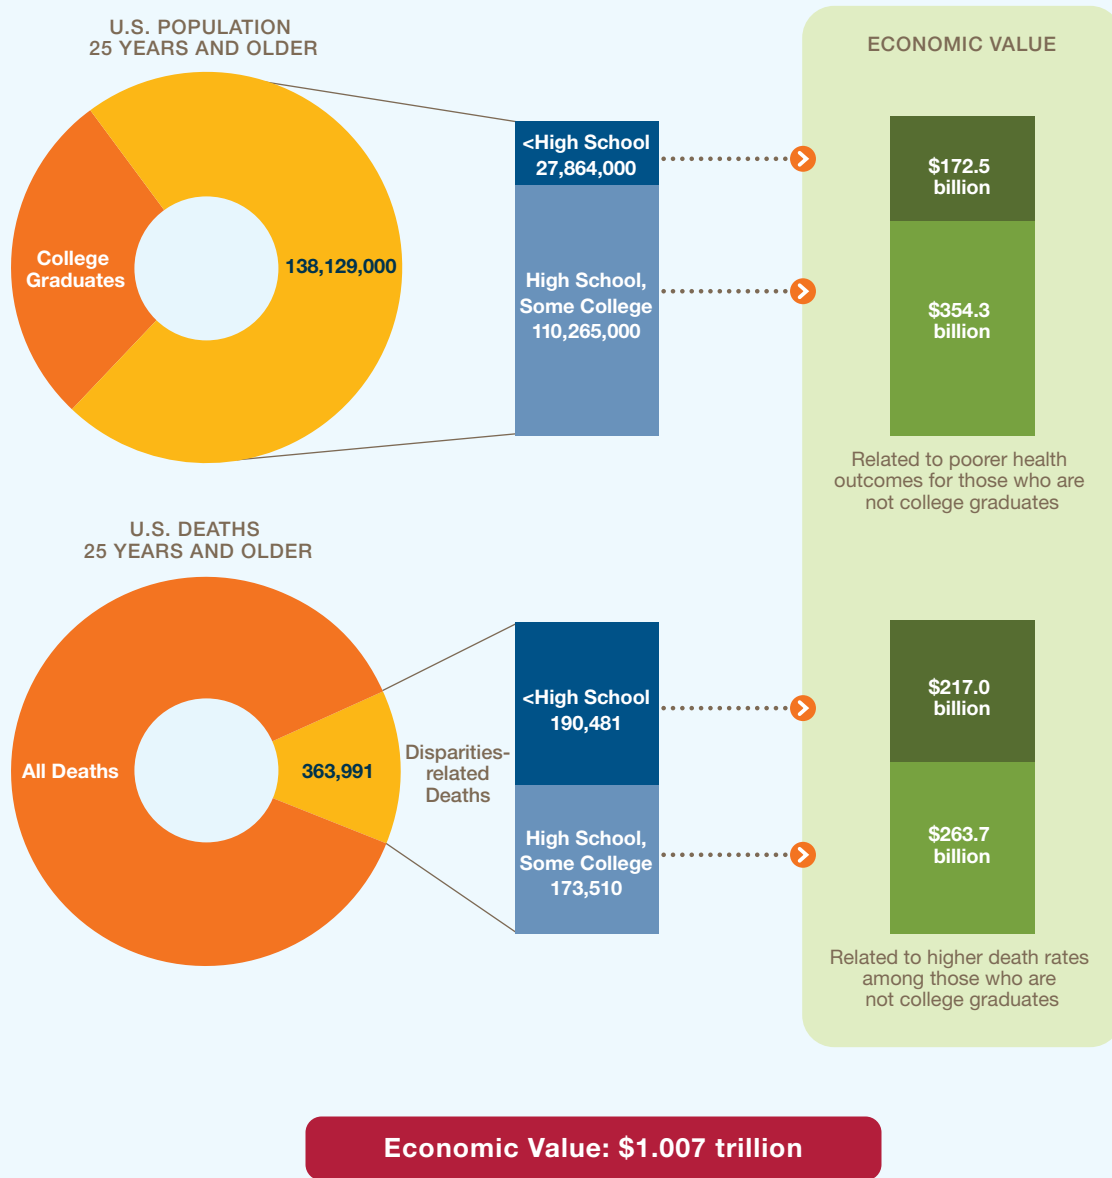 U.S. POPULATION
25 YEARS AND OLDER
College
Graduates
138,129,000
<High School
27,864,000
High School,
Some College
110,265,000
ECONOMIC VALUE
$172.5
billion
$354.3
billion
Related to poorer health
outcomes for those who are
not college graduates
U.S. DEATHS
25 YEARS AND OLDER
All Deaths
363,991
Disparities-
related
Deaths
<High School
190,481
High School,
Some College
173,510
$217.0
billion
$263.7
billion
Related to higher death rates
among those who are
not college graduates
Economic Value: $1.007 trillion